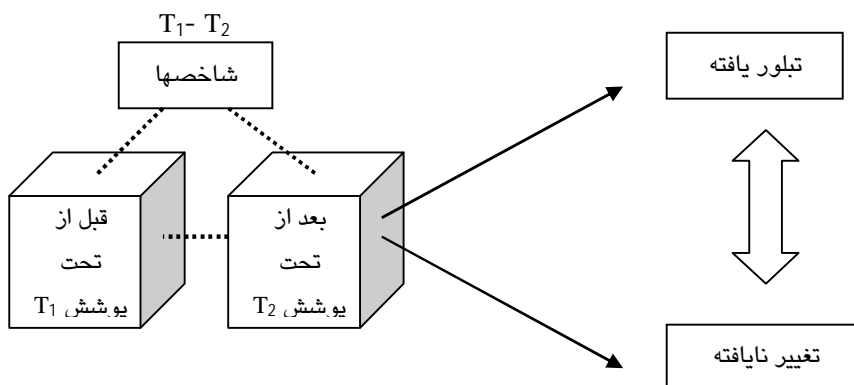 T1- T2
شاخصها
تبلور یافته
بعد از
تحت
پوشش T2
قبل از
تحت
پوشش T1
تغییر نایافته